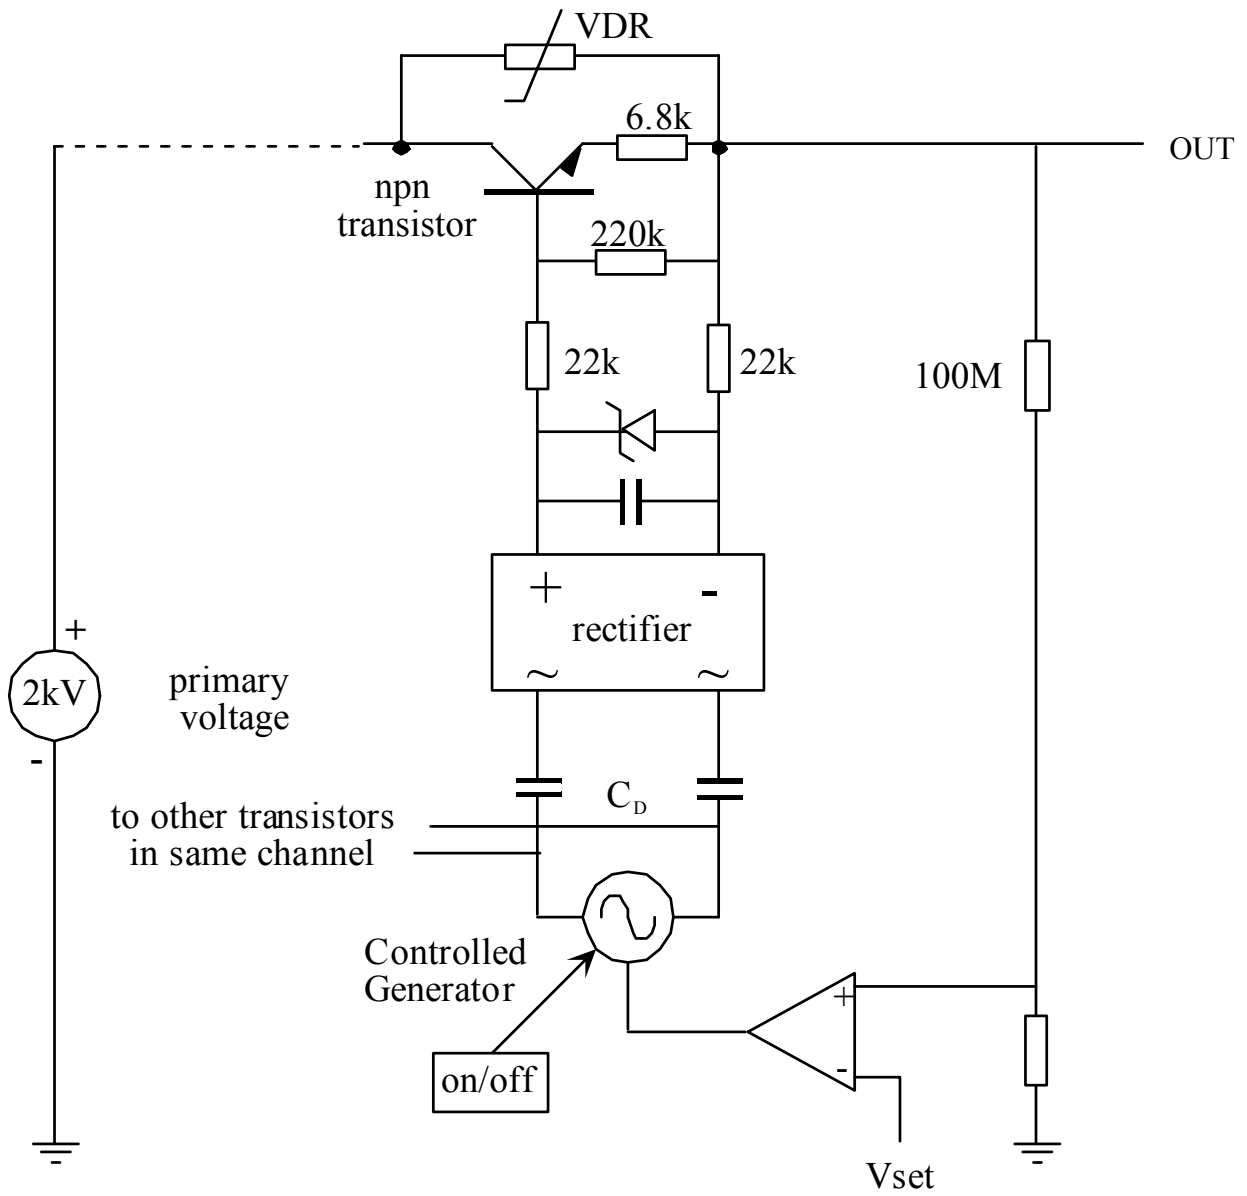 VDR
6.8k
OUT
npn
transistor
220k
22k
22k
100M
+
-
rectifier
~
~
+
2kV
-
primary
voltage
C_D
to other transistors
in same channel
Controlled
Generator
on/off
+
-
Vset